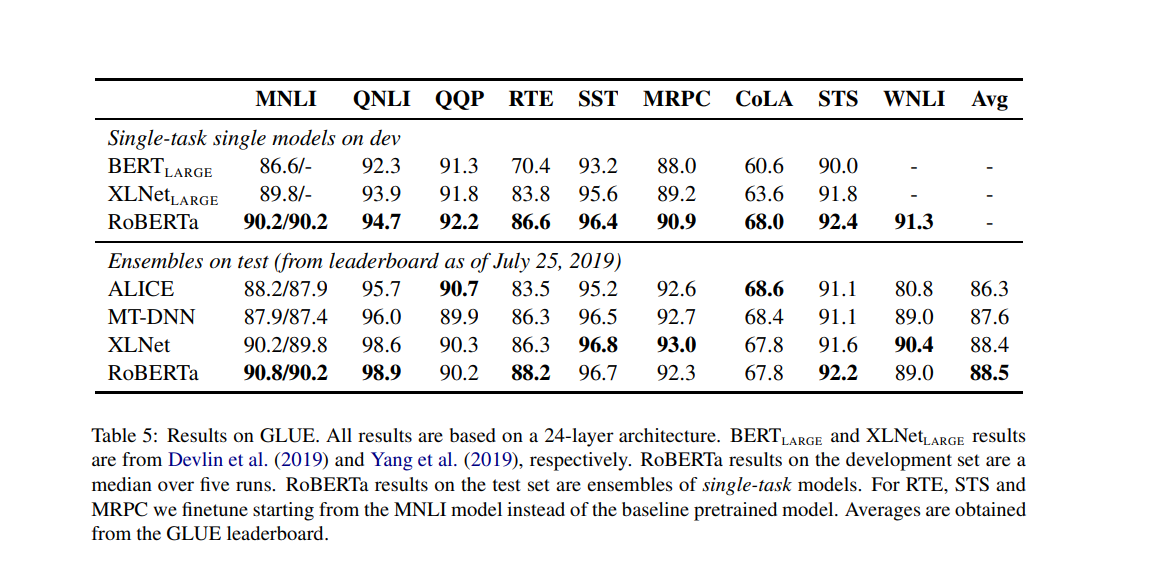 MNLI QNLI QQP RTE SST MRPC CoLA STS WNLI Avg
Single-task single models on dev
BERTLARGE 86.6/- 92.3 91.3 70.4 93.2 88.0 60.6 90.0 - -
XLNetLARGE 89.8/- 93.9 91.8 83.8 95.6 89.2 63.6 91.8 - -
RoBERTa 90.2/90.2 94.7 92.2 86.6 96.4 90.9 68.0 92.4 91.3 -
Ensembles on test (from leaderboard as of July 25, 2019)
ALICE 88.2/87.9 95.7 90.7 83.5 95.2 92.6 68.6 91.1 80.8 86.3
MT-DNN 87.9/87.4 96.0 89.9 86.3 96.5 92.7 68.4 91.1 89.0 87.6
XLNet 90.2/89.8 98.6 90.3 86.3 96.8 93.0 67.8 91.6 90.4 88.4
RoBERTa 90.8/90.2 98.9 90.2 88.2 96.7 92.3 67.8 92.2 89.0 88.5
Table 5: Results on GLUE. All results are based on a 24-layer architecture. BERTLARGE and XLNetLARGE results
are from Devlin et al. (2019) and Yang et al. (2019), respectively. RoBERTa results on the development set are a
median over five runs. RoBERTa results on the test set are ensembles of single-task models. For RTE, STS and
MRPC we finetune starting from the MNLI model instead of the baseline pretrained model. Averages are obtained
from the GLUE leaderboard.